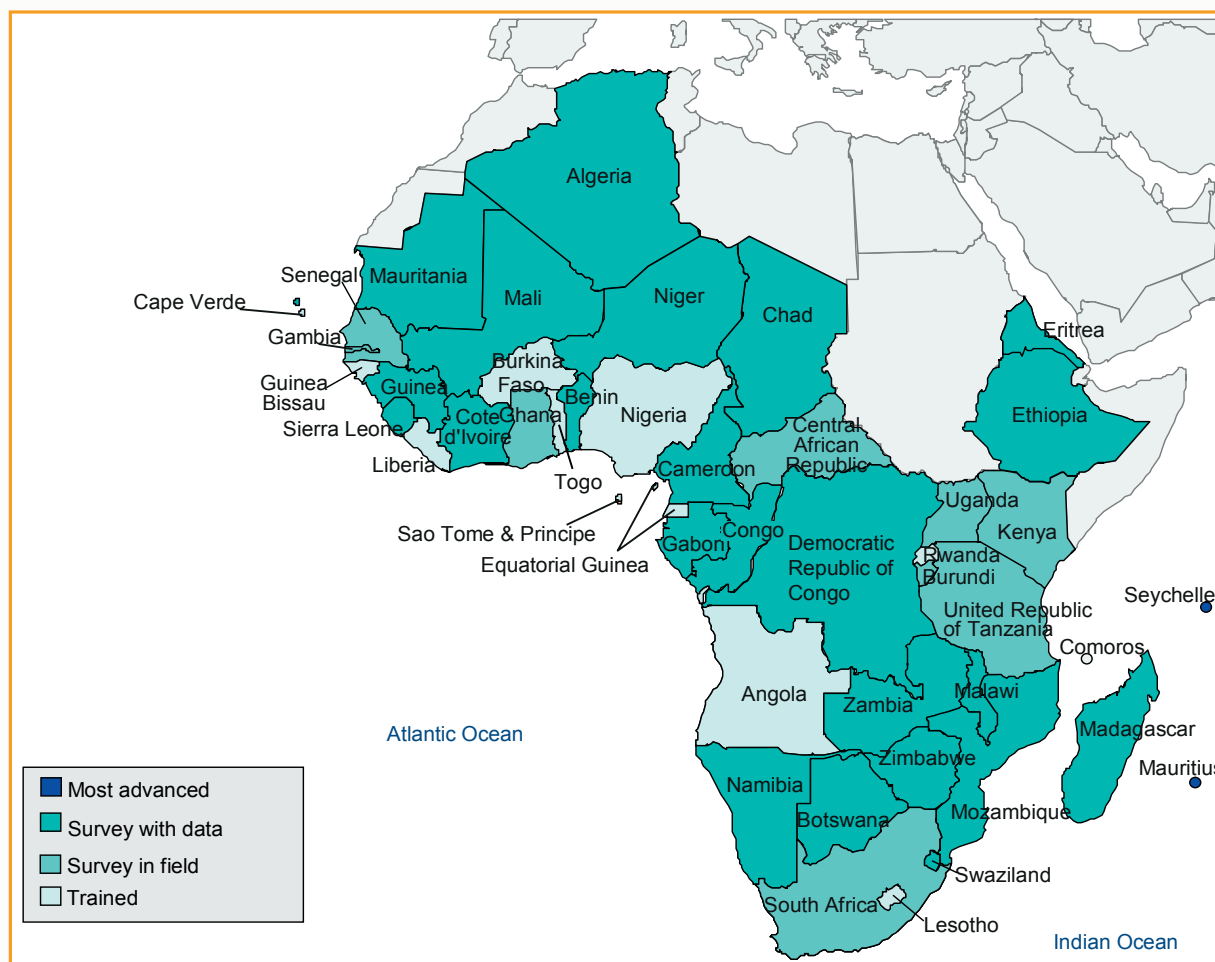 Algeria
Senegal
Mauritania
Mali
Niger
Chad
Cape Verde
Eritrea
Gambia
Burkina
Faso
Guinea
Bissau
Guinea
Benin
Nigeria
Ghana
Cote
d'Ivoire
Ethiopia
Sierra Leone
Central
African
Republic
Liberia
Togo
Cameroon
Uganda
Kenya
Sao Tome & Principe
Equatorial Guinea
Gabon
Congo
Democratic
Republic of
Congo
Rwanda
Burundi
United Republic
of Tanzania
Seychelle
Comoros
Angola
Zambia
Malawi
Madagascar
Atlantic Ocean
Zimbabwe
Mauritius
Namibia
Botswana
Mozambique
Swaziland
South Africa
Lesotho
Indian Ocean
Most advanced
Survey with data
Survey in field
Trained